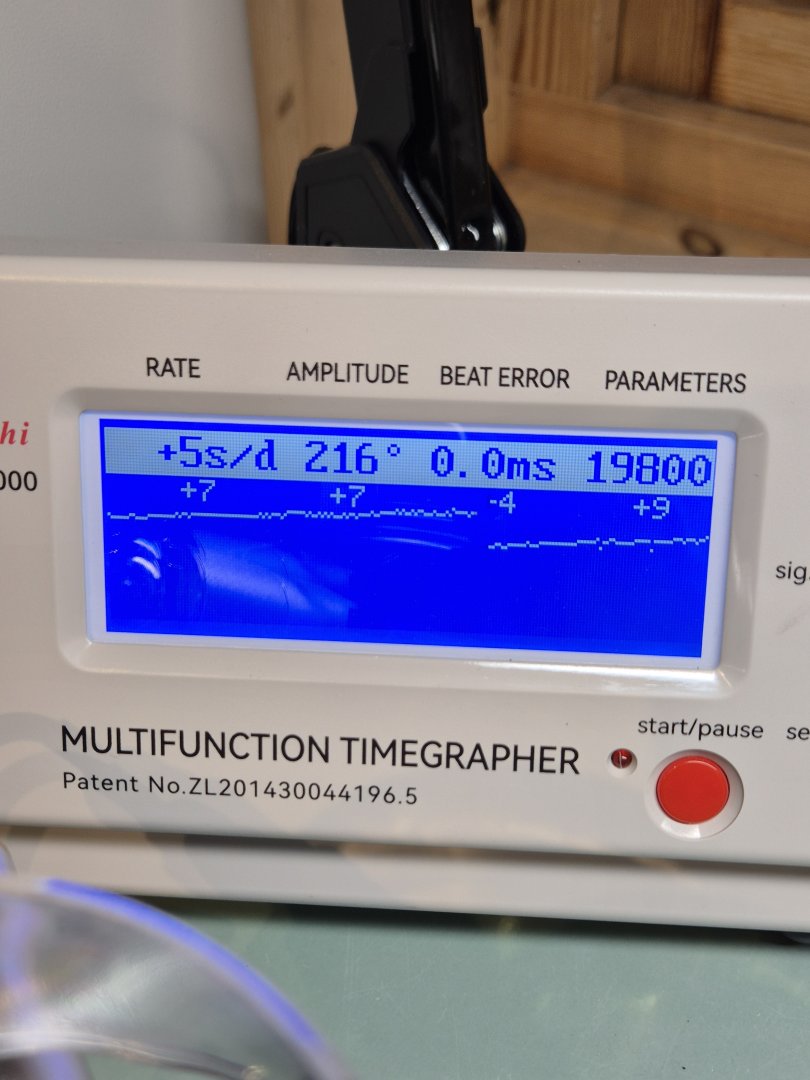 RATE AMPLITUDE BEAT ERROR PARAMETERS
hi
000
+5s/d 216° 0.0ms 19800
+7 +7 -4 +9
sig
start/pause se
MULTIFUNCTION TIMEGRAPHER
Patent No.ZL201430044196.5